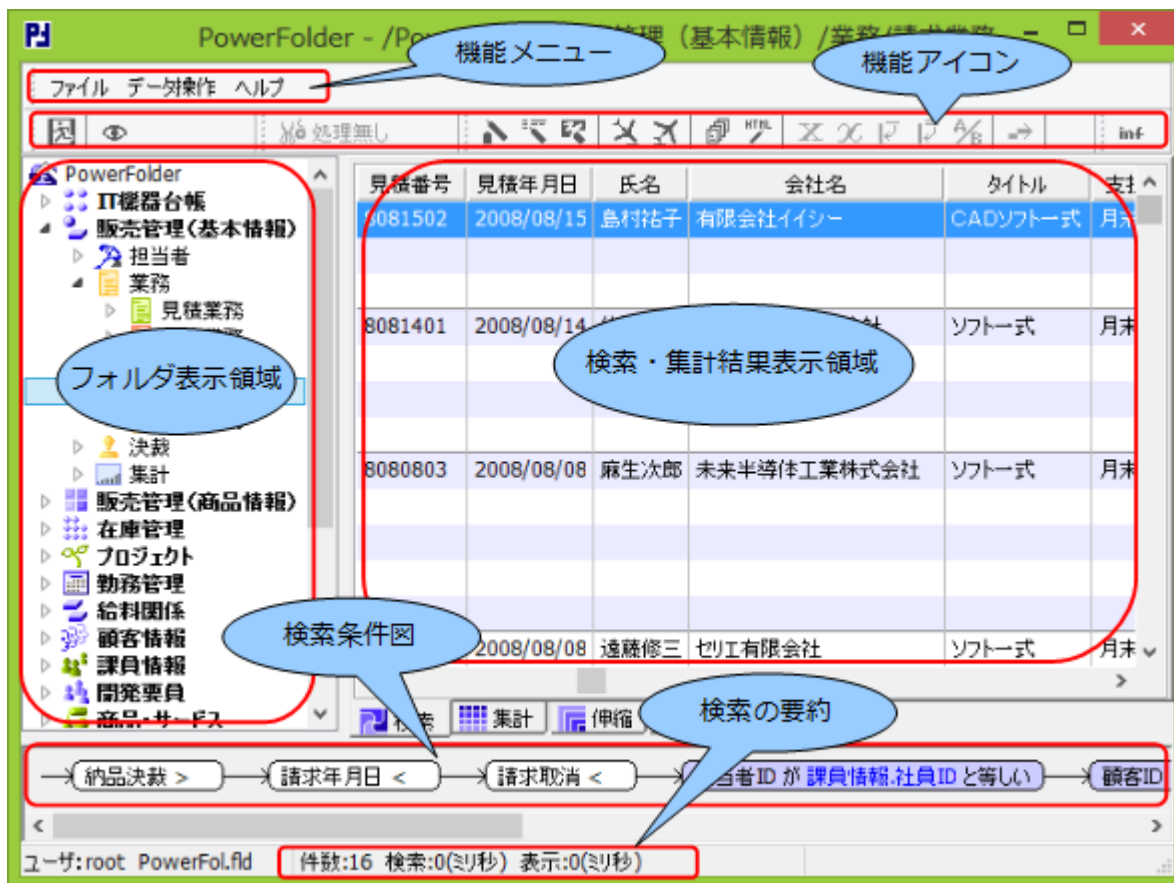 PowerFolder - /Po 管理（基本情報）/業務/請求業務
機能メニュー
機能アイコン
ファイル データ操作 ヘルプ
処理無し
HTML
A/B
inf
PowerFolder
IT機器台帳
販売管理(基本情報)
担当者
業務
見積業務
フォルダ表示領域
決裁
集計
販売管理(商品情報)
在庫管理
プロジェクト
勤務管理
給料関係
顧客情報
課員情報
開発要員
商品・サービス
見積番号 見積年月日 氏名 会社名 タイトル 支払
8081502 2008/08/15 島村祐子 有限会社イイシー CADソフト一式 月末
8081401 2008/08/14 ソフト一式 月末
検索・集計結果表示領域
8080803 2008/08/08 麻生次郎 未来半導体工業株式会社 ソフト一式 月末
2008/08/08 遠藤修三 セリエ有限会社 ソフト一式 月末
検索条件図
検索 集計 伸縮
検索の要約
納品決裁 > 請求年月日 < 請求取消 < 当者ID が 課員情報.社員ID と等しい 顧客ID
ユーザ:root PowerFol.fld 件数:16 検索:0(ミリ秒) 表示:0(ミリ秒)